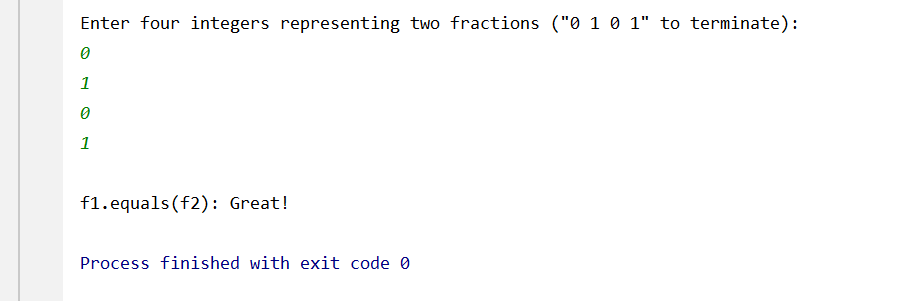 Enter four integers representing two fractions ("0 1 0 1" to terminate):
0
1
0
1
f1.equals(f2): Great!
Process finished with exit code 0